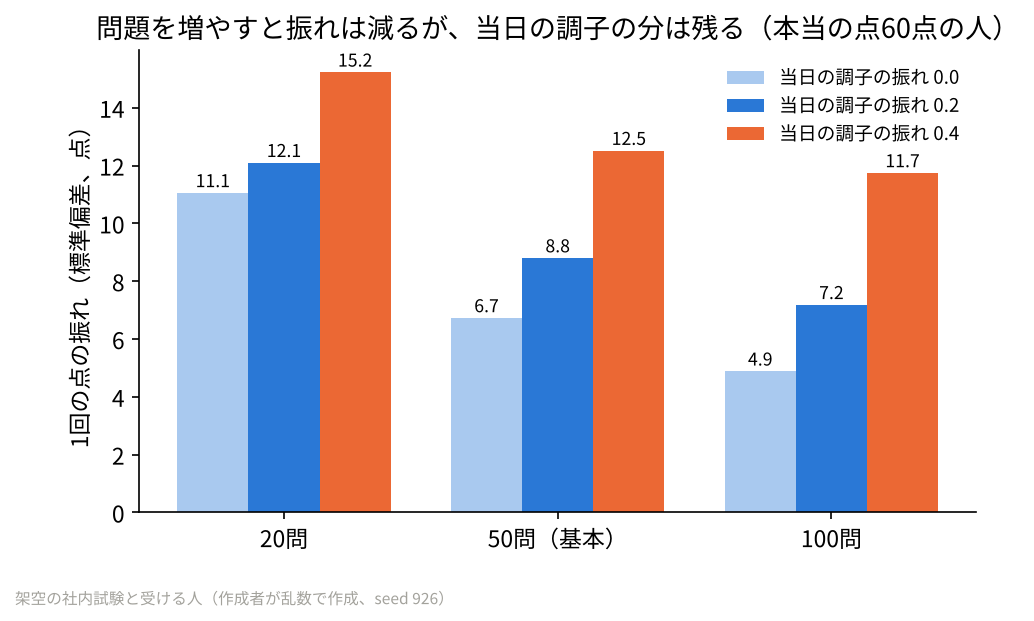 問題を増やすと振れは減るが、当日の調子の分は残る（本当の点60点の人）
1回の点の振れ（標準偏差、点）
14
12
10
8
6
4
2
0
当日の調子の振れ 0.0
当日の調子の振れ 0.2
当日の調子の振れ 0.4
11.1
12.1
15.2
6.7
8.8
12.5
4.9
7.2
11.7
20問
50問（基本）
100問
架空の社内試験と受ける人（作成者が乱数で作成、seed 926）